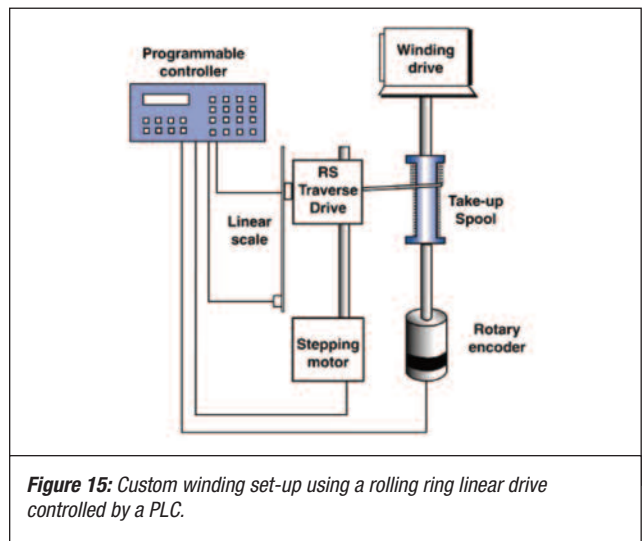 Programmable
controller
Winding
drive
RS
Traverse
Drive
Take-up
Spool
Linear
scale
Stepping
motor
Rotary
encoder
Figure 15: Custom winding set-up using a rolling ring linear drive
controlled by a PLC.